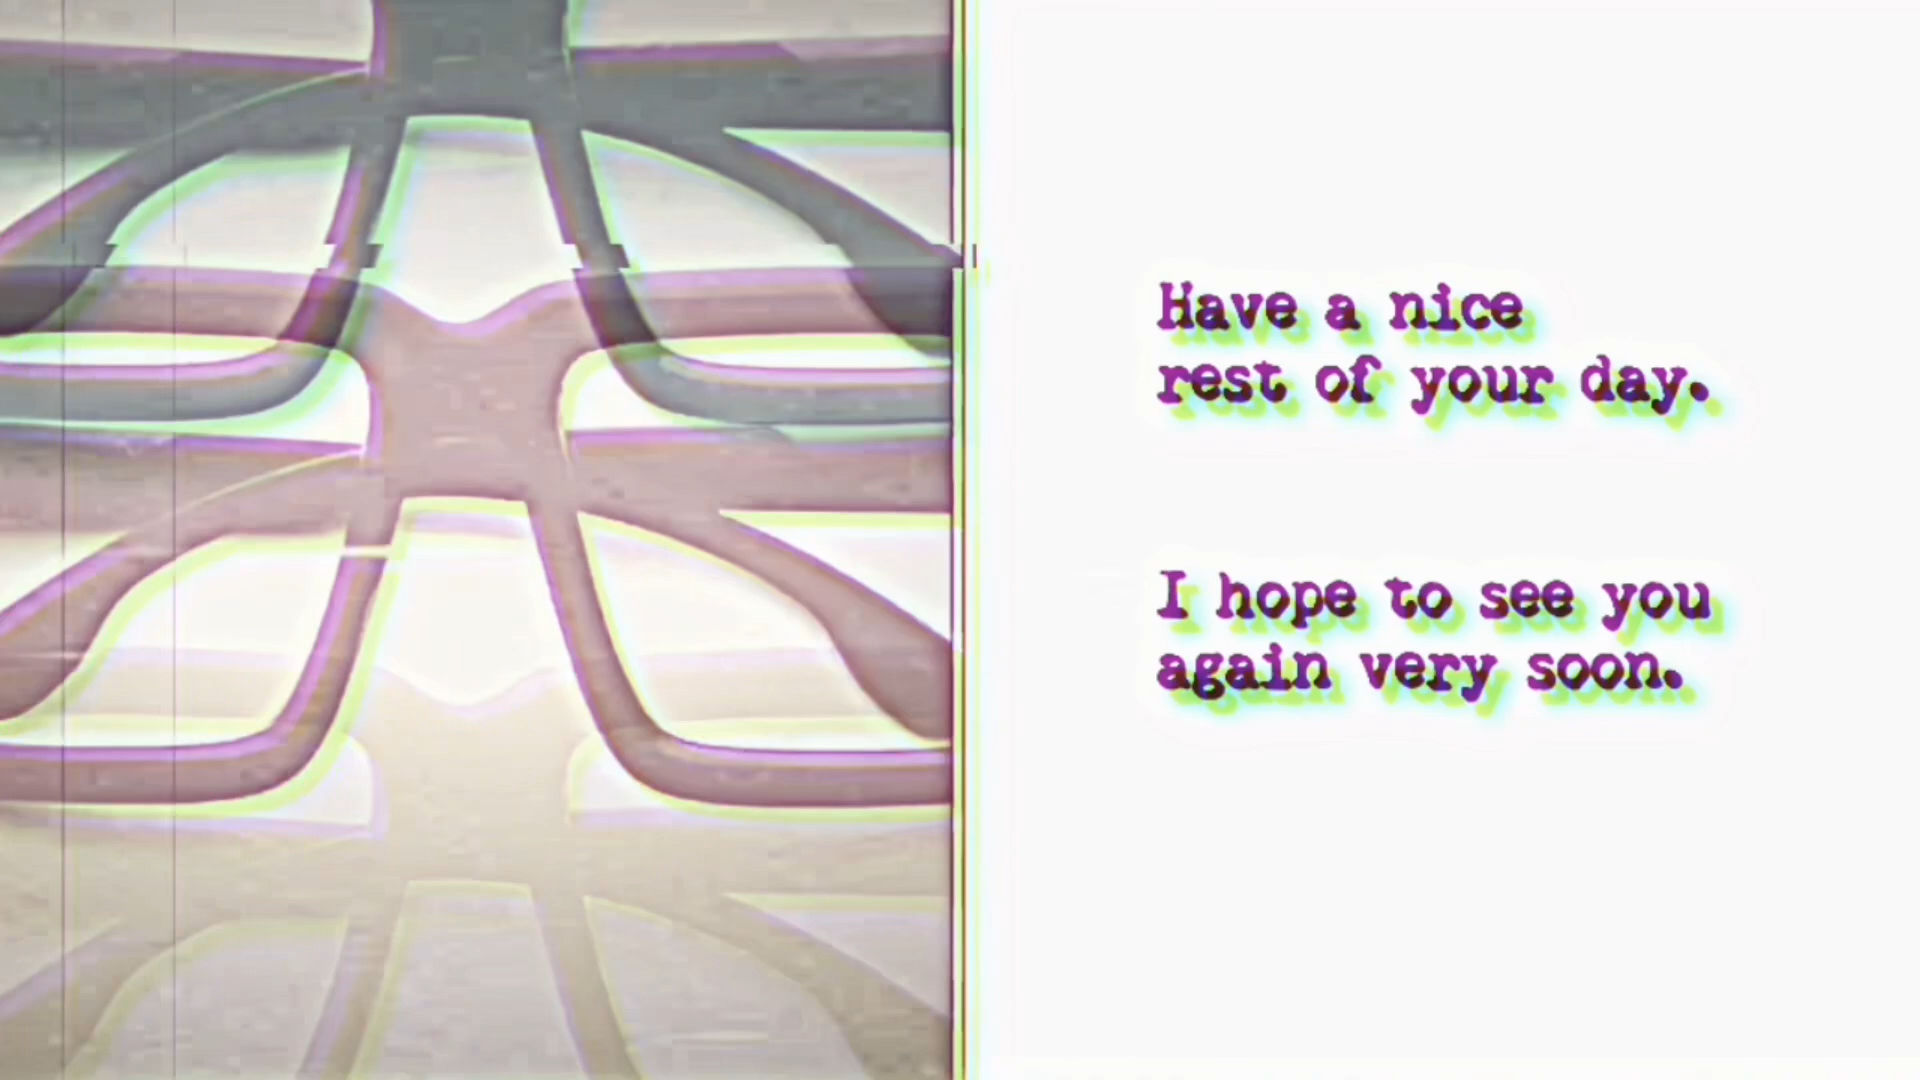 Have a nice
rest of your day.
I hope to see you
again very soon.